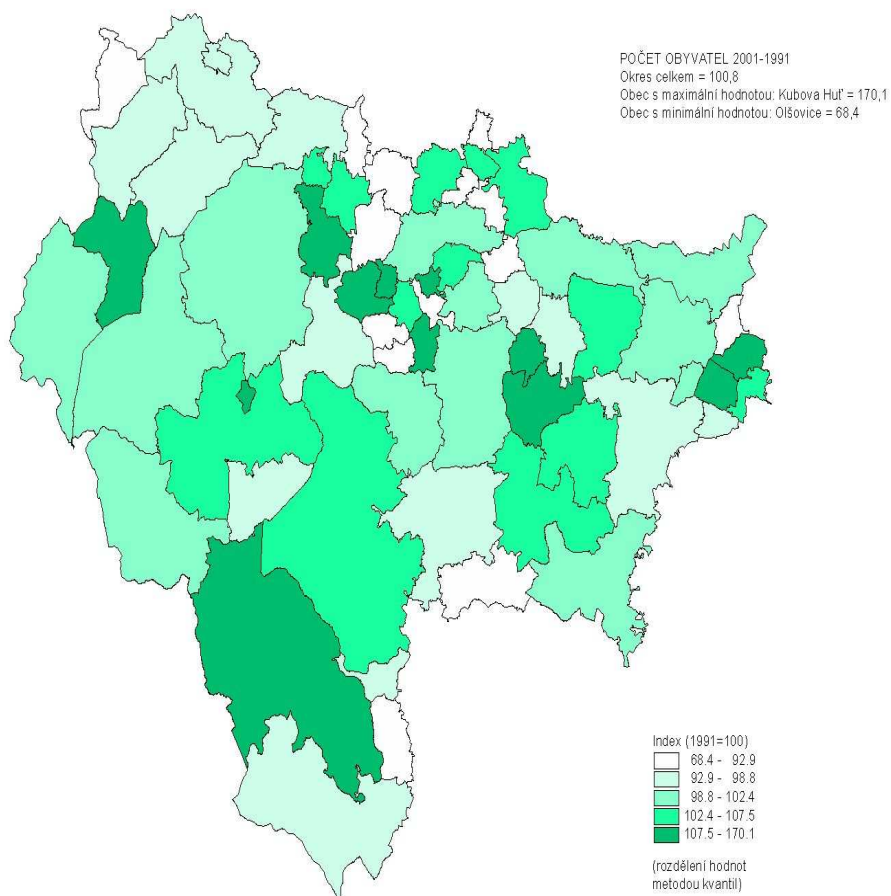 POČET OBYVATEL 2001-1991
Okres celkem = 100,8
Obec s maximální hodnotou: Kubova Huť = 170,1
Obec s minimální hodnotou: Olšovice = 68,4
Index (1991=100)
68.4 - 92.9
92.9 - 98.8
98.8 - 102.4
102.4 - 107.5
107.5 - 170.1
(rozdělení hodnot
metodou kvantil)